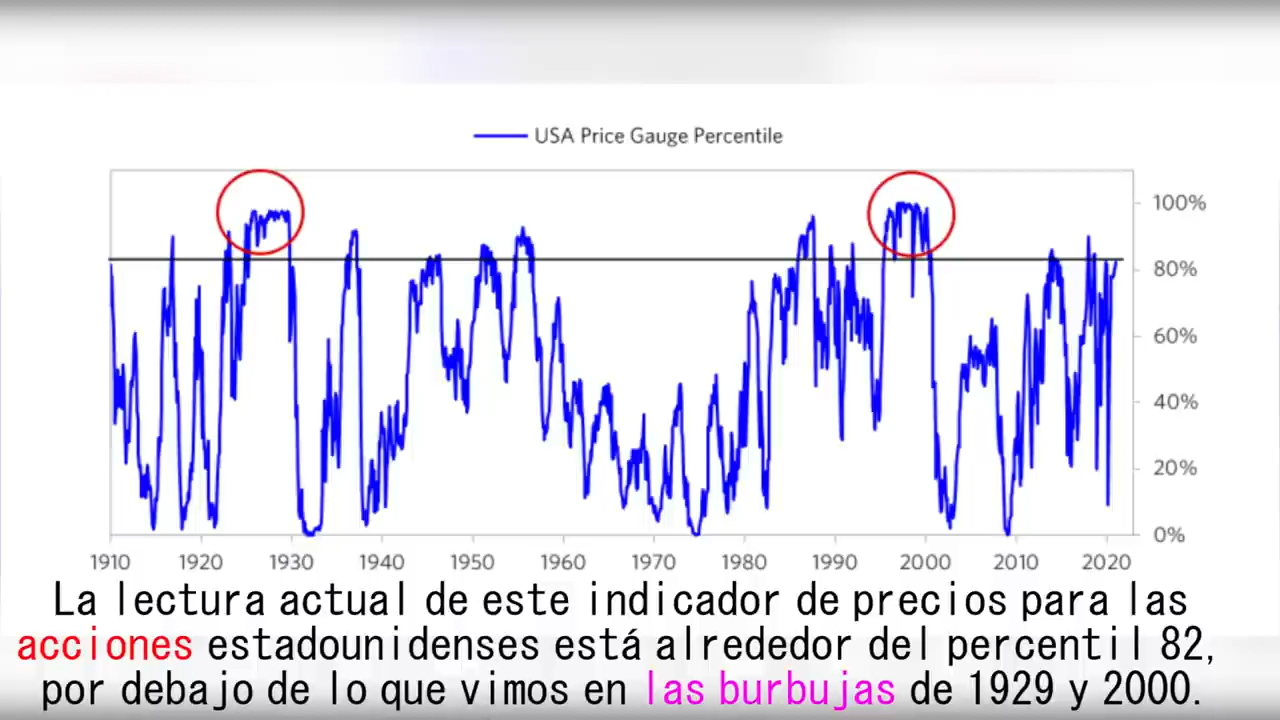 USA Price Gauge Percentile
100%
80%
60%
40%
20%
0%
1910 1920 1930 1940 1950 1960 1970 1980 1990 2000 2010 2020
La lectura actual de este indicador de precios para las
acciones estadounidenses está alrededor del percentil 82,
por debajo de lo que vimos en las burbujas de 1929 y 2000.